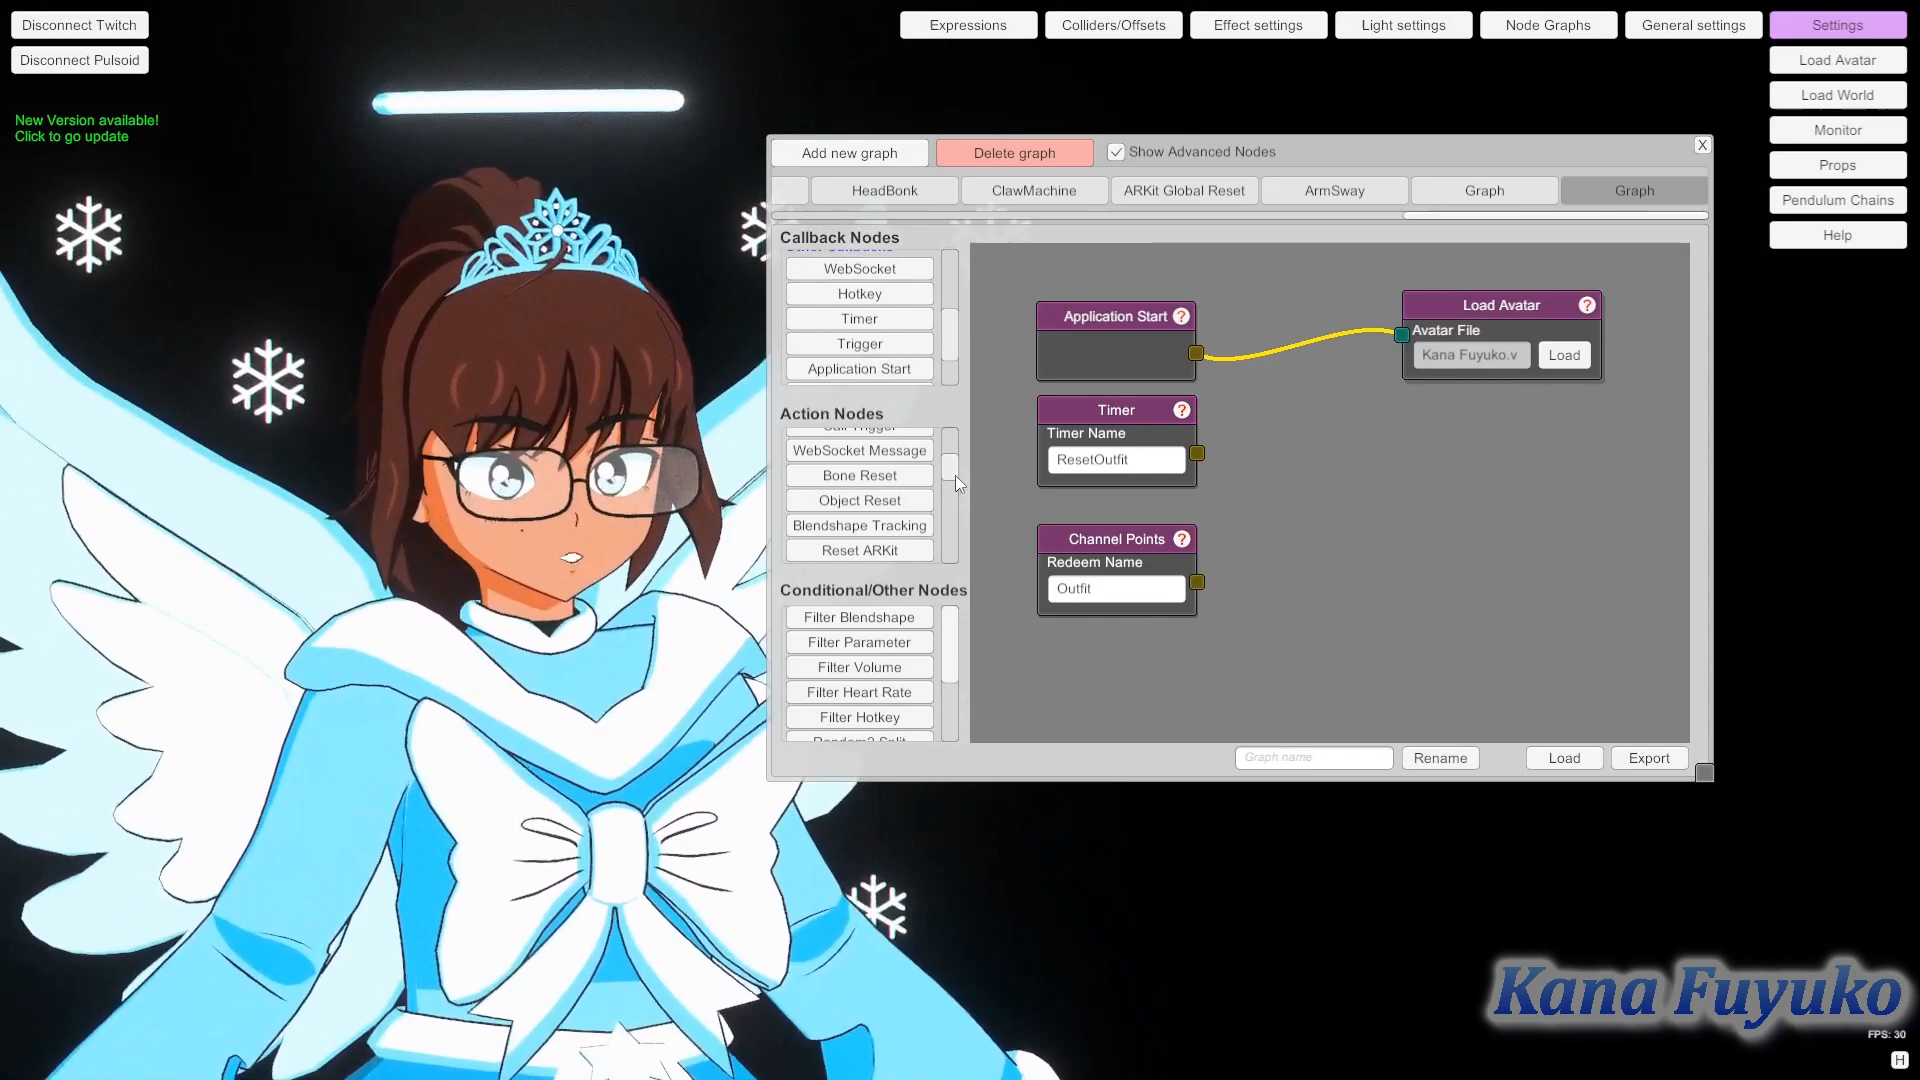 Disconnect Twitch
Disconnect Pulsoid
New Version available!
Click to go update
Expressions
Colliders/Offsets
Effect settings
Light settings
Node Graphs
General settings
Settings
Load Avatar
Load World
Monitor
Props
Pendulum Chains
Help
Add new graph
Delete graph
Show Advanced Nodes
X
HeadBonk
ClawMachine
ARKit Global Reset
ArmSway
Graph
Graph
Callback Nodes
WebSocket
Hotkey
Timer
Trigger
Application Start
Action Nodes
WebSocket Message
Bone Reset
Object Reset
Blendshape Tracking
Reset ARKit
Conditional/Other Nodes
Filter Blendshape
Filter Parameter
Filter Volume
Filter Heart Rate
Filter Hotkey
Application Start ?
Timer ?
Timer Name
ResetOutfit
Channel Points ?
Redeem Name
Outfit
Load Avatar ?
Avatar File
Kana Fuyuko.v
Load
Graph name
Rename
Load
Export
Kana Fuyuko
FPS: 30
H